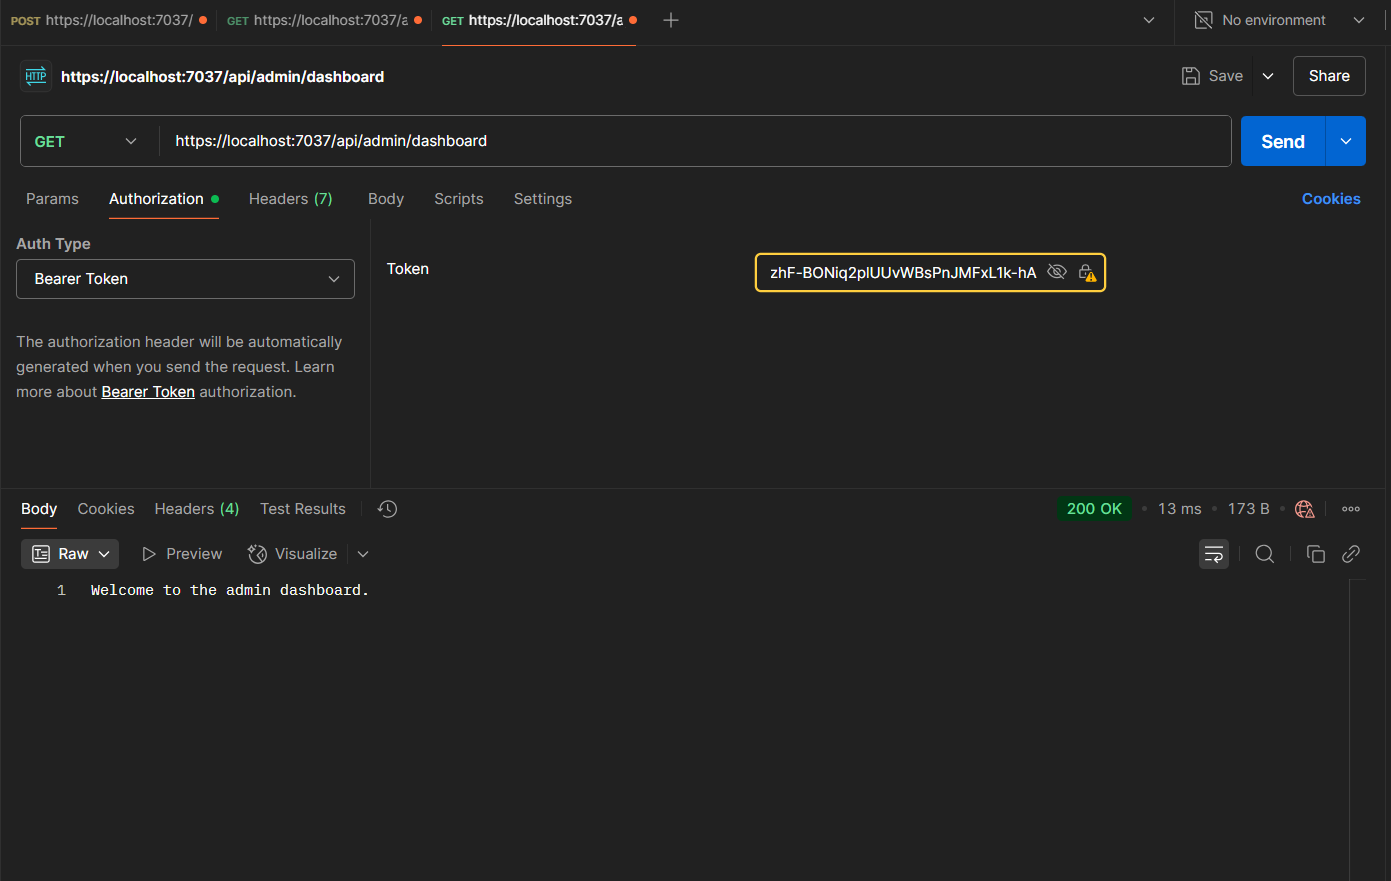 POST https://localhost:7037/ GET https://localhost:7037/a GET https://localhost:7037/a No environment
HTTP https://localhost:7037/api/admin/dashboard Save Share
GET https://localhost:7037/api/admin/dashboard Send
Params Authorization Headers (7) Body Scripts Settings Cookies
Auth Type
Bearer Token
Token zhF-BONiq2plUUvWBsPnJMFxL1k-hA
The authorization header will be automatically
generated when you send the request. Learn
more about Bearer Token authorization.
Body Cookies Headers (4) Test Results 200 OK • 13 ms • 173 B •
Raw Preview Visualize
1 Welcome to the admin dashboard.